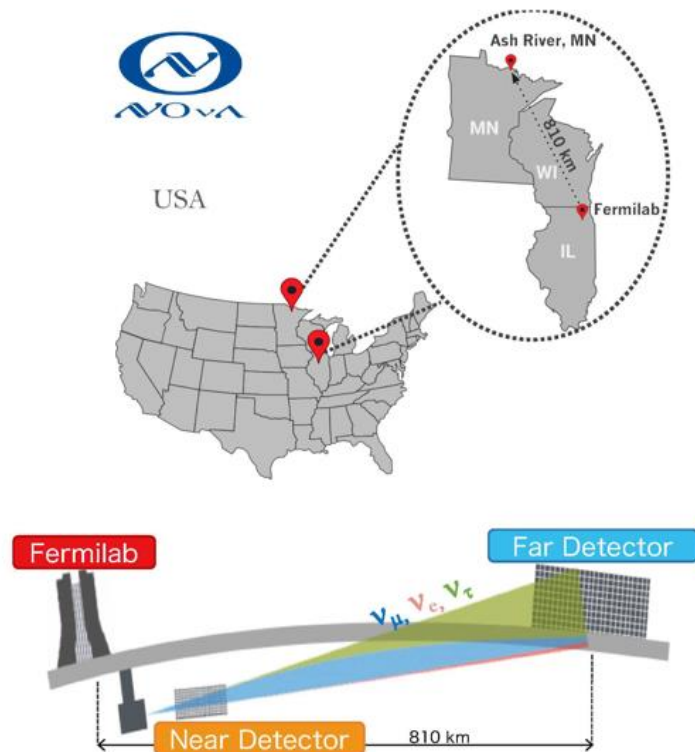 NOνA
Ash River, MN
MN
810 km
WI
Fermilab
IL
USA
Fermilab
Far Detector
νμ, νe, ντ
Near Detector
810 km